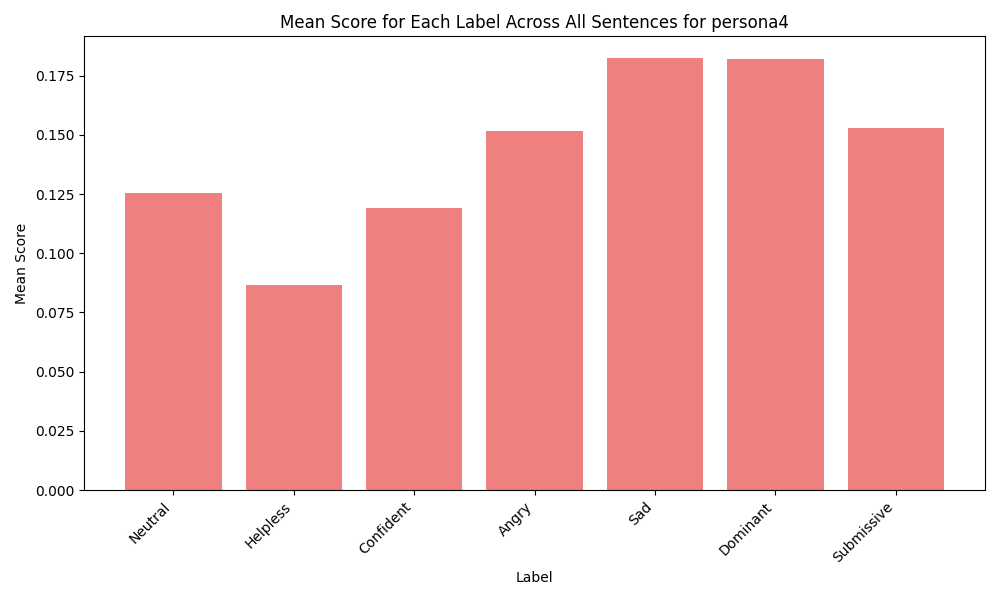 Mean Score for Each Label Across All Sentences for persona4
Mean Score
0.175
0.150
0.125
0.100
0.075
0.050
0.025
0.000
Neutral
Helpless
Confident
Angry
Sad
Dominant
Submissive
Label